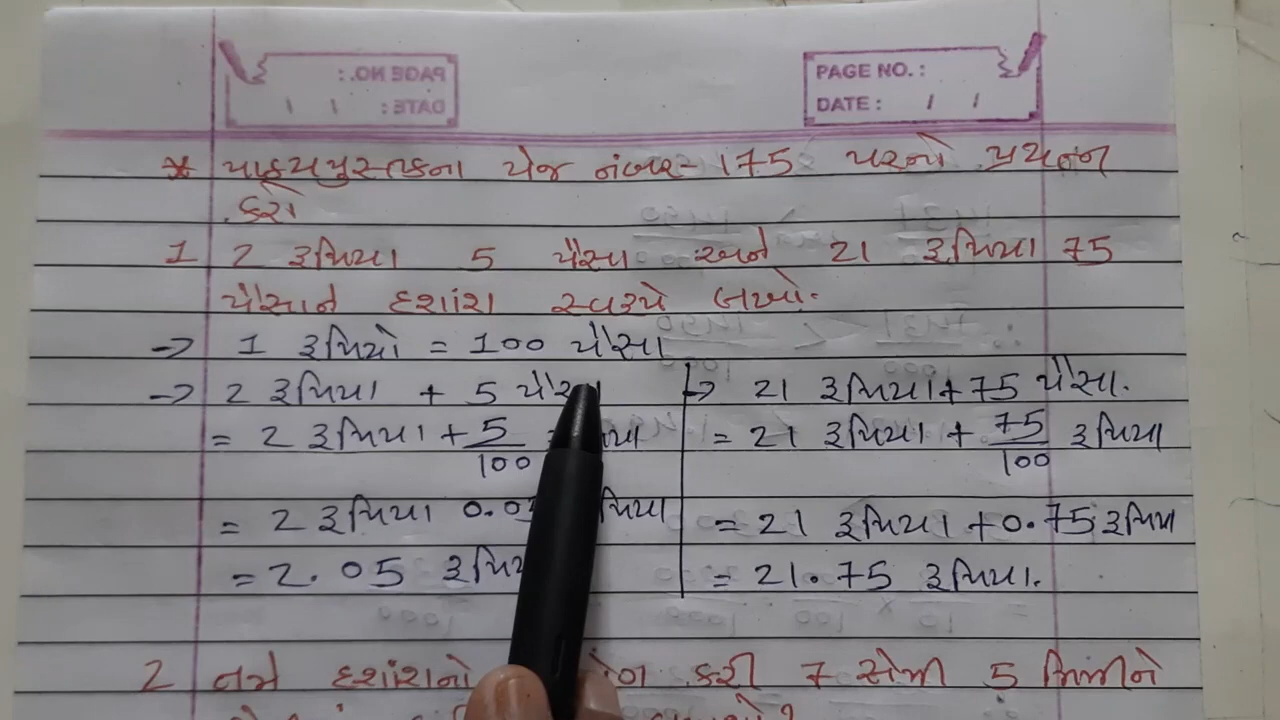 PAGE NO. :
DATE : / /
* પાઠ્યપુસ્તકના પેજ નંબર - 175 પરનો પ્રયત્ન
કરો
1 2 રૂપિયા 5 પૈસા અને 21 રૂપિયા 75
પૈસાને દશાંશ સ્વરૂપે લખો.
→ 1 રૂપિયો = 100 પૈસા
→ 2 રૂપિયા + 5 પૈસા
= 2 રૂપિયા + 5/100
= 2 રૂપિયા
= 2.05
↳ 21 રૂપિયા + 75 પૈસા.
= 21 રૂપિયા + 75/100 રૂપિયા
= 21 રૂપિયા + 0.75 રૂપિયા
= 21.75 રૂપિયા.
2 તમે દશાંશનો કરી 7 સેમી 5 મિમીને